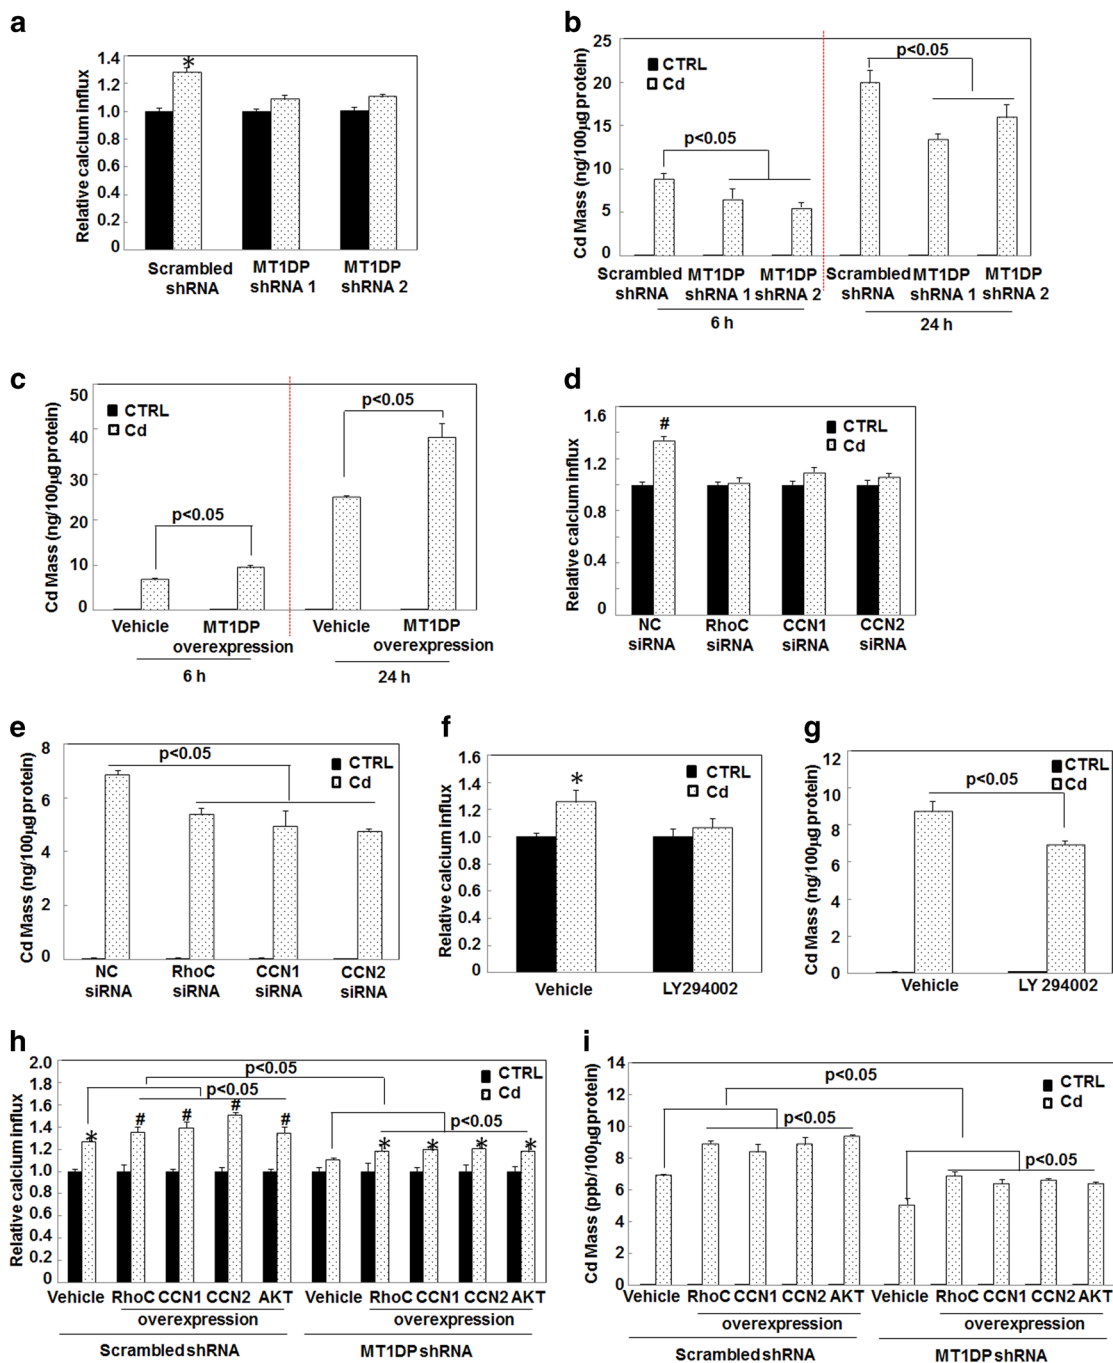 a
Relative calcium influx
1.4
1.2
1.0
0.8
0.6
0.4
0.2
0
CTRL
Cd
*
Scrambled
shRNA
MT1DP
shRNA 1
MT1DP
shRNA 2
b
Cd Mass (ng/100μg protein)
25
20
15
10
5
0
CTRL
Cd
p<0.05
p<0.05
Scrambled
shRNA
MT1DP
shRNA 1
MT1DP
shRNA 2
Scrambled
shRNA
MT1DP
shRNA 1
MT1DP
shRNA 2
6 h
24 h
c
Cd Mass (ng/100μg protein)
50
40
30
20
10
0
CTRL
Cd
p<0.05
p<0.05
Vehicle
MT1DP
overexpression
Vehicle
MT1DP
overexpression
6 h
24 h
d
Relative calcium influx
1.6
1.2
1.0
0.8
0.4
0
CTRL
Cd
#
NC
siRNA
RhoC
siRNA
CCN1
siRNA
CCN2
siRNA
e
Cd Mass (ng/100μg protein)
8
6
4
2
0
p<0.05
CTRL
Cd
NC
siRNA
RhoC
siRNA
CCN1
siRNA
CCN2
siRNA
f
Relative calcium influx
1.6
1.4
1.2
1.0
0.8
0.6
0.4
0.2
0
CTRL
Cd
*
Vehicle
LY294002
g
Cd Mass (ng/100μg protein)
12
10
8
6
4
2
0
CTRL
Cd
p<0.05
Vehicle
LY294002
h
Relative calcium influx
2.0
1.8
1.6
1.4
1.2
1.0
0.8
0.6
0.4
0.2
0.0
p<0.05
p<0.05
p<0.05
CTRL
Cd
*
#
#
#
#
*
*
*
*
Vehicle
RhoC CCN1 CCN2 AKT
Vehicle
RhoC CCN1 CCN2 AKT
overexpression
overexpression
Scrambled shRNA
MT1DP shRNA
i
Cd Mass (ppb/100μg protein)
14
12
10
8
6
4
2
0
p<0.05
p<0.05
p<0.05
CTRL
Cd
Vehicle
RhoC CCN1 CCN2 AKT
Vehicle
RhoC CCN1 CCN2 AKT
overexpression
overexpression
Scrambled shRNA
MT1DP shRNA